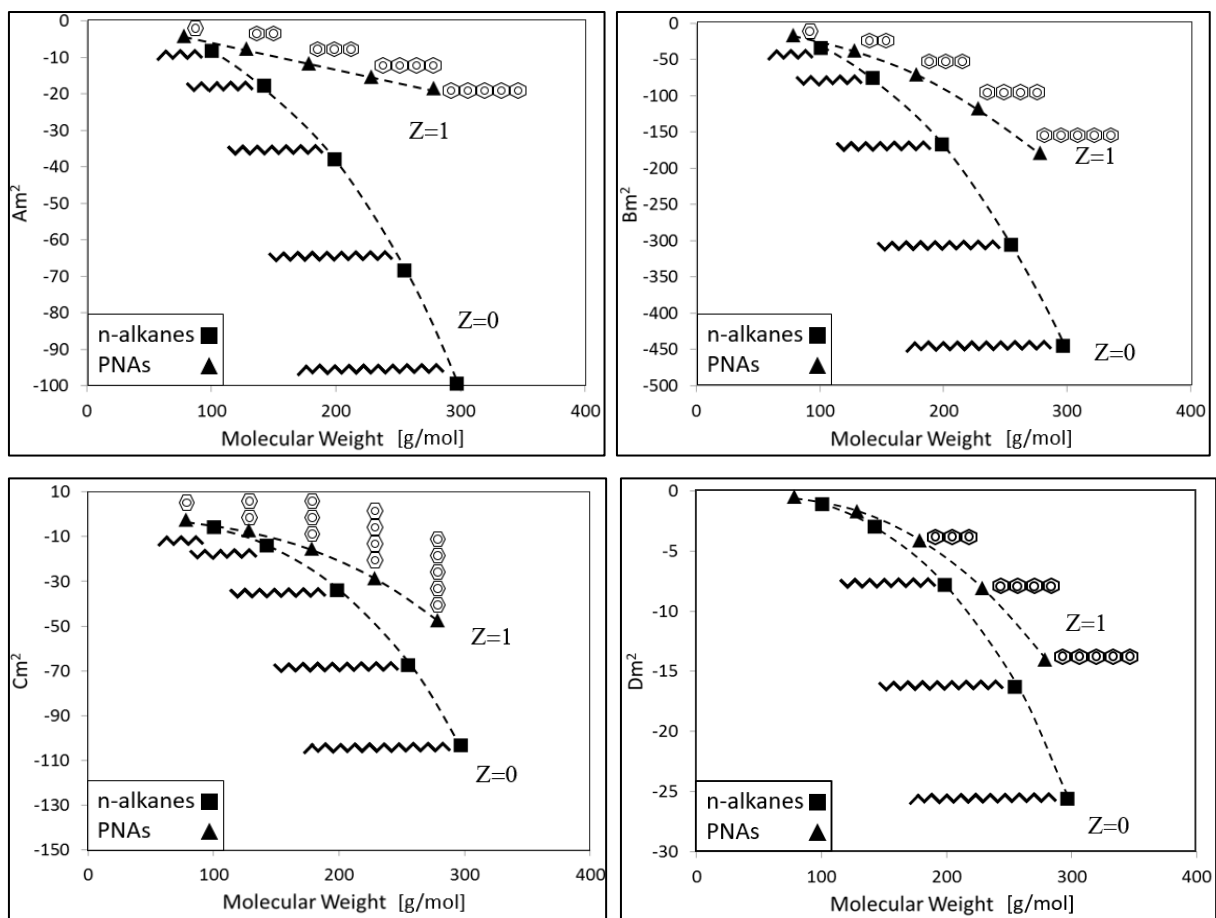 0
-10
-20
-30
-40
-50
-60
-70
-80
-90
-100
Am²
Z=1
Z=0
n-alkanes
PNAs
0 100 200 300 400
Molecular Weight [g/mol]
0
-50
-100
-150
-200
-250
-300
-350
-400
-450
-500
Bm²
Z=1
Z=0
n-alkanes
PNAs
0 100 200 300 400
Molecular Weight [g/mol]
10
-10
-30
-50
-70
-90
-110
-130
-150
Cm²
Z=1
Z=0
n-alkanes
PNAs
0 100 200 300 400
Molecular Weight [g/mol]
0
-5
-10
-15
-20
-25
-30
Dm²
Z=1
Z=0
n-alkanes
PNAs
0 100 200 300 400
Molecular Weight [g/mol]